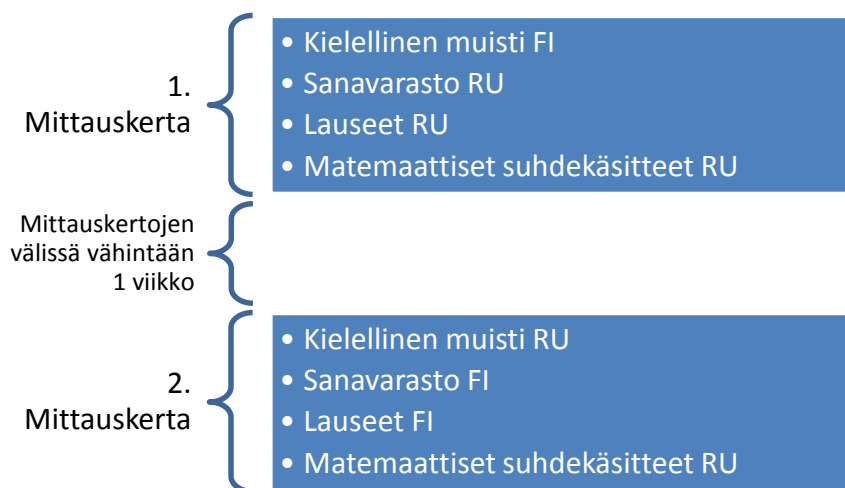 1.
Mittauskerta
• Kielellinen muisti FI
• Sanavarasto RU
• Lauseet RU
• Matemaattiset suhdekäsitteet RU
Mittauskertojen
välissä vähintään
1 viikko
2.
Mittauskerta
• Kielellinen muisti RU
• Sanavarasto FI
• Lauseet FI
• Matemaattiset suhdekäsitteet RU